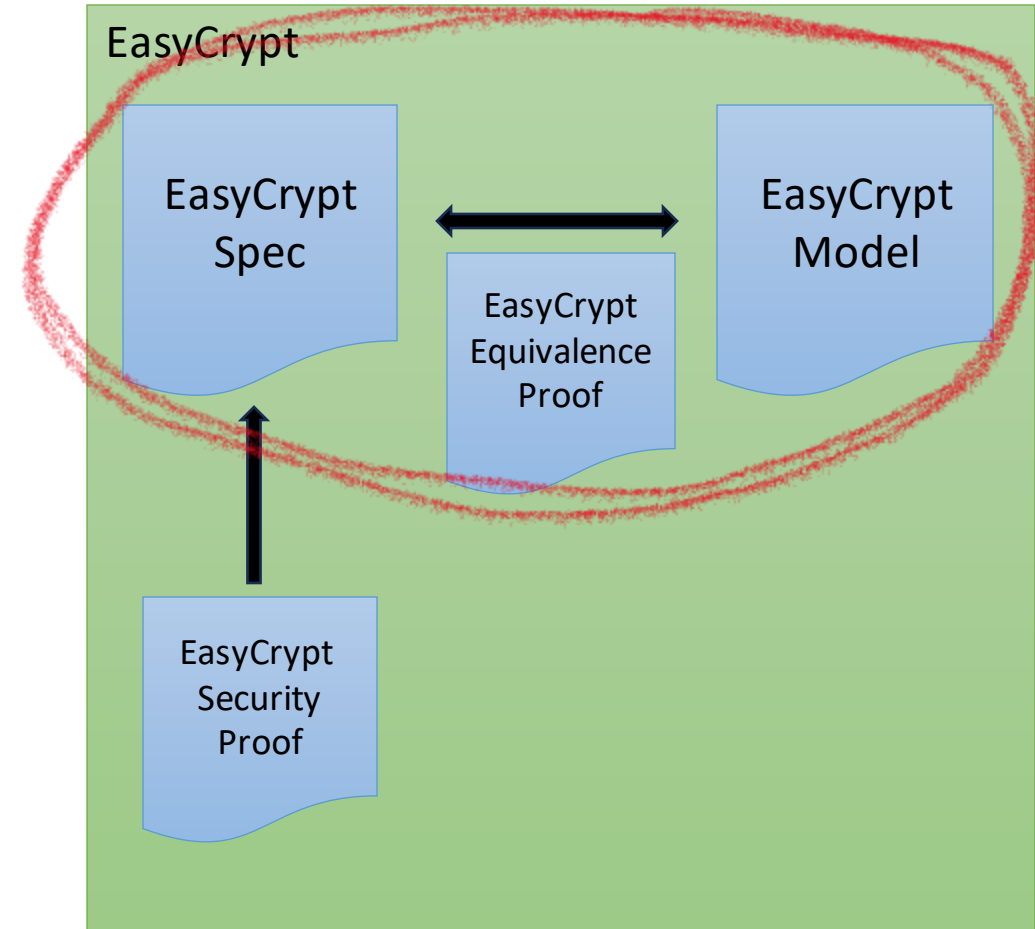 EasyCrypt
EasyCrypt
Spec
EasyCrypt
Model
EasyCrypt
Equivalence
Proof
EasyCrypt
Security
Proof